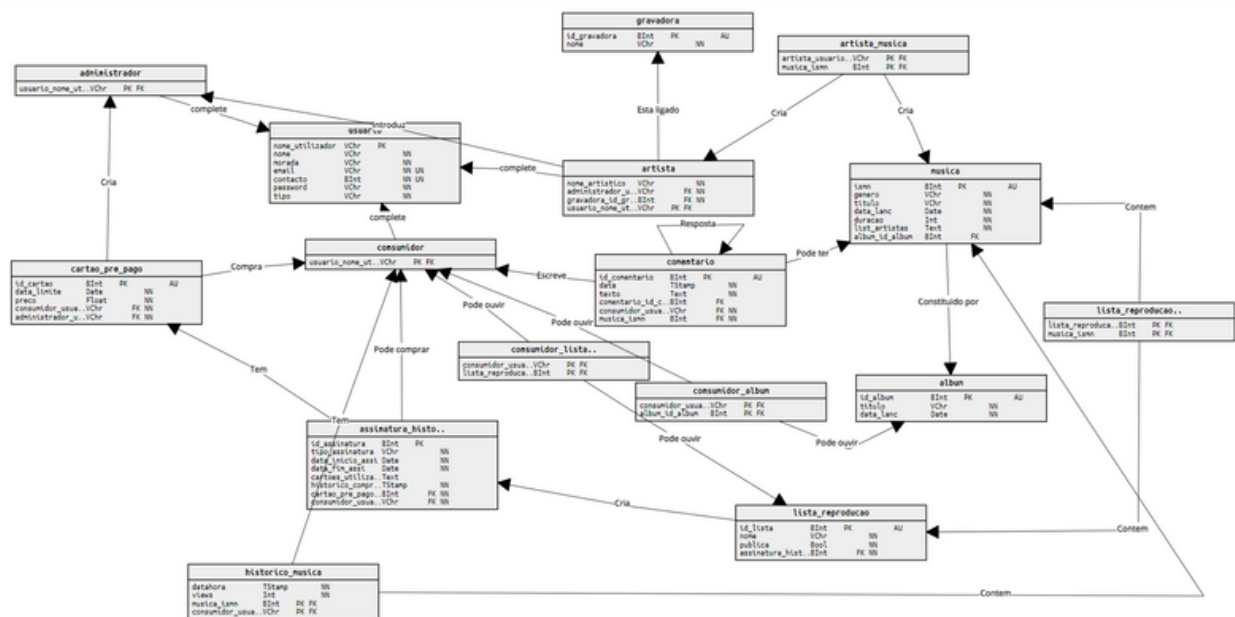 gravadora
id_gravadora BInt PK AU
nome VChr NN
artista_musica
artista_usuario..VChr PK FK
musica_ismn BInt PK FK
administrador
usuario_nome_ut..VChr PK FK
complete
Introduz
Esta ligado
Cria
Cria
usuario
nome_utilizador VChr PK
nome VChr NN
morada VChr NN
email VChr NN UN
contacto BInt NN UN
password VChr NN
tipo VChr NN
complete
artista
nome_artistico VChr NN
administrador_u..VChr FK NN
gravadora_id_gr..BInt FK NN
usuario_nome_ut..VChr PK FK
musica
ismn BInt PK AU
genero VChr NN
titulo VChr NN
data_lanc Date NN
duracao Int NN
list_artistas Text NN
album_id_album BInt FK
Cria
complete
Resposta
Contem
consumidor
usuario_nome_ut..VChr PK FK
Pode ter
cartao_pre_pago
id_cartao BInt PK AU
data_limite Date NN
preco Float NN
consumidor_usua..VChr FK NN
administrador_u..VChr FK NN
Compra
Escreve
comentario
id_comentario BInt PK AU
data TStamp NN
texto Text NN
comentario_id_c..BInt FK
consumidor_usua..VChr FK NN
musica_ismn BInt FK NN
Constituido por
Pode ouvir
Pode ouvir
lista_reproducao..
lista_reproduca..BInt PK FK
musica_ismn BInt PK FK
Pode comprar
consumidor_lista..
consumidor_usua..VChr PK FK
lista_reproduca..BInt PK FK
Tem
consumidor_album
consumidor_usua..VChr PK FK
album_id_album BInt PK FK
album
id_album BInt PK AU
titulo VChr NN
data_lanc Date NN
Tem
Pode ouvir
Pode ouvir
assinatura_histo..
id_assinatura BInt PK
tipo_assinatura VChr NN
data_inicio_assi Date NN
data_fim_assi Date NN
cartoes_utiliza..Text
historico_compr..TStamp NN
cartao_pre_pago..BInt FK NN
consumidor_usua..VChr FK NN
Cria
lista_reproducao
id_lista BInt PK AU
nome VChr NN
publica Bool NN
assinatura_hist..BInt FK NN
Contem
historico_musica
datahora TStamp NN
views Int NN
musica_ismn BInt PK FK
consumidor_usua..VChr PK FK
Contem